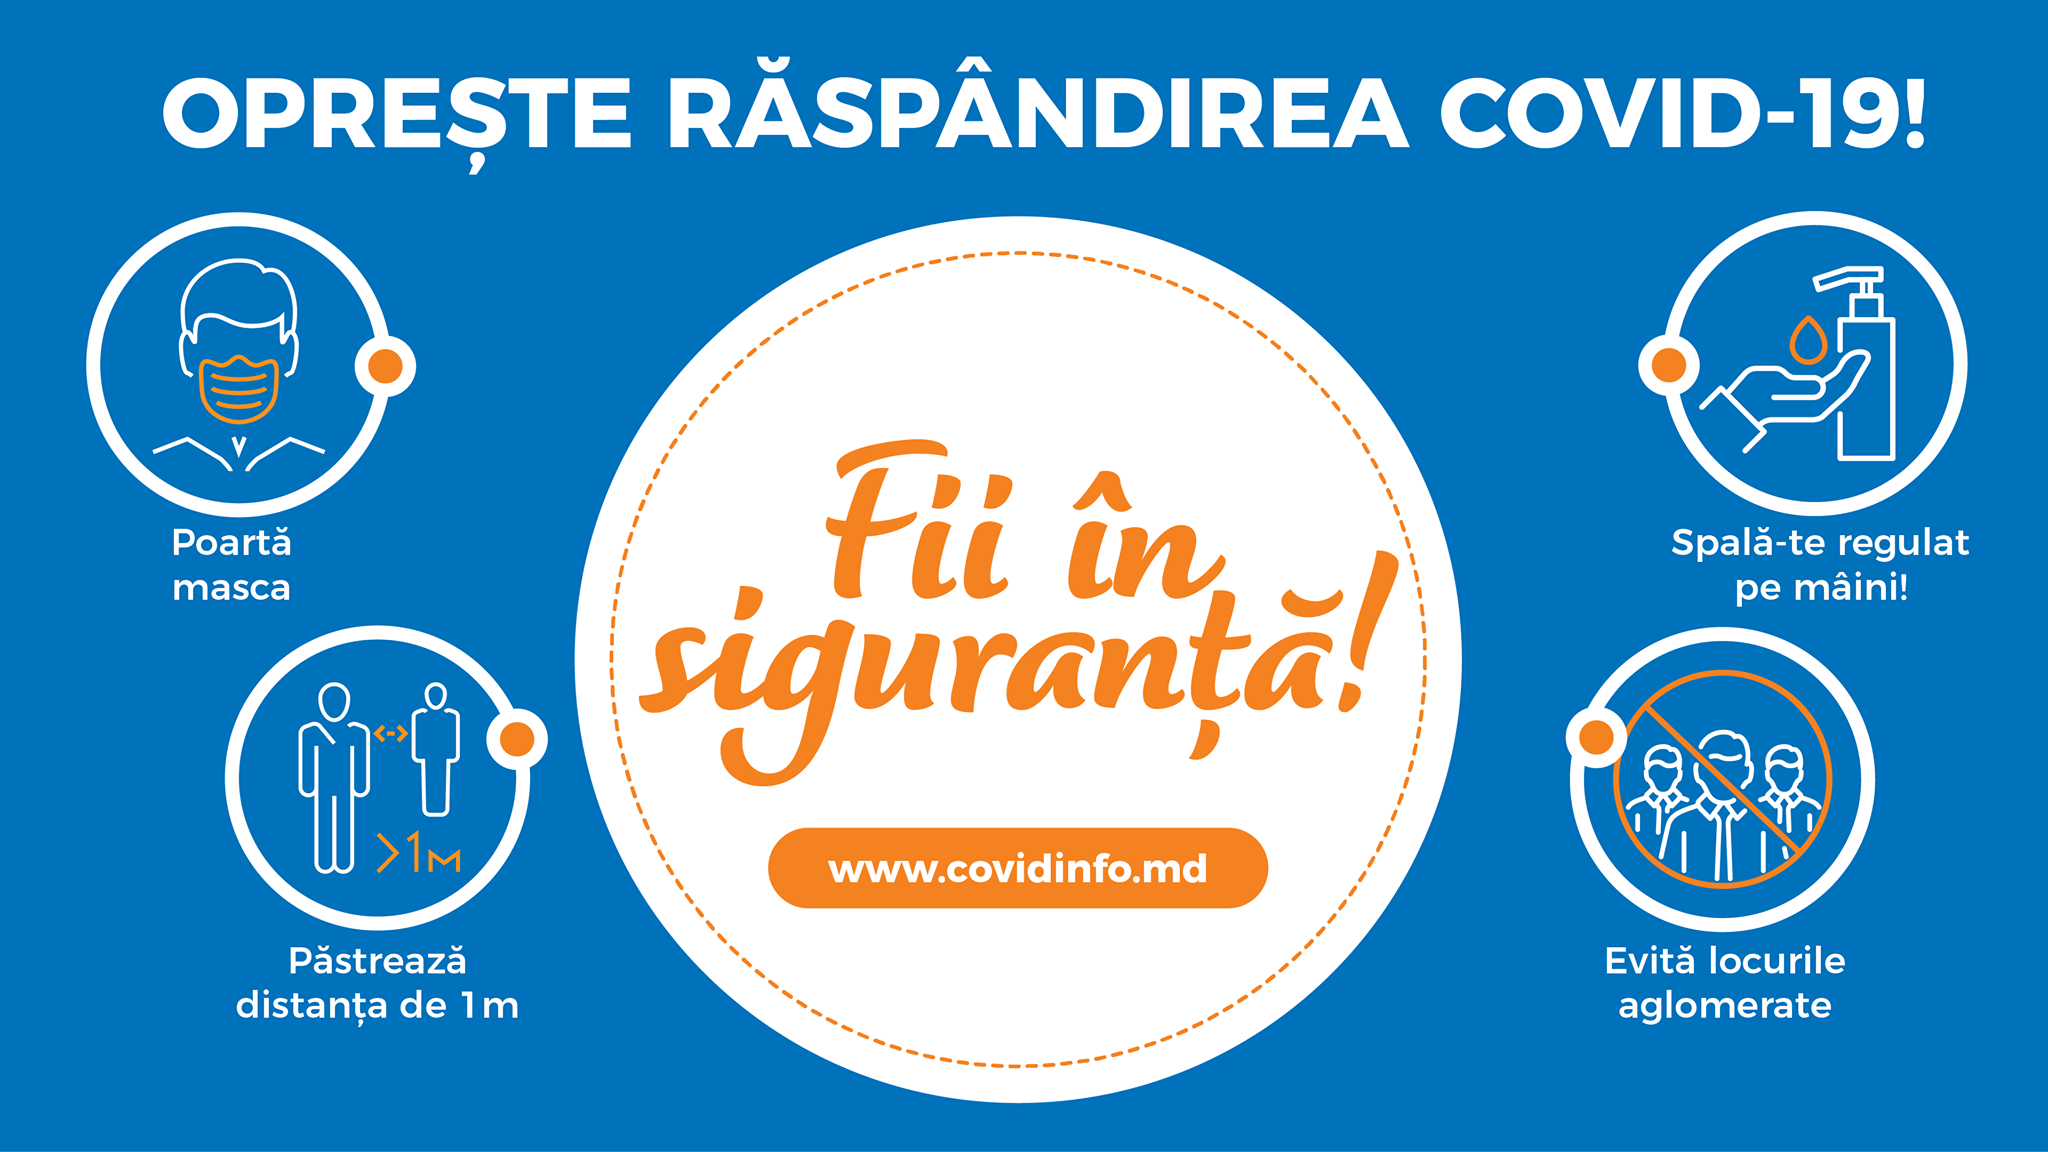 OPREȘTE RĂSPÂNDIREA COVID-19!
Poartă
masca
Păstrează
distanța de 1m
>1м
Fii în
siguranță!
www.covidinfo.md
Spală-te regulat
pe mâini!
Evită locurile
aglomerate